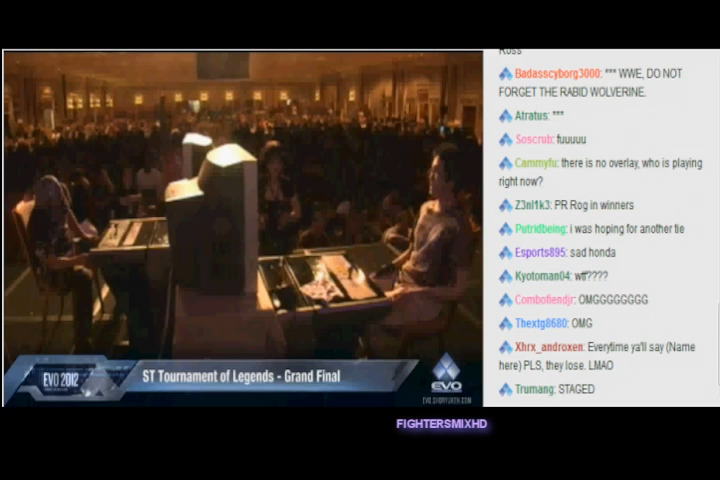 Ross
Badasscyborg3000: *** WWE, DO NOT
FORGET THE RABID WOLVERINE.
Atratus: ***
Soscrub: fuuuuu
Cammyfu: there is no overlay, who is playing
right now?
Z3nl1k3: PR Rog in winners
Putridbeing: i was hoping for another tie
Esports895: sad honda
Kyotoman04: wtf????
Combofiendjr: OMGGGGGGGG
Thextg8680: OMG
Xhrx_androxen: Everytime ya'll say (Name
here) PLS, they lose. LMAO
Trumang: STAGED
EVO 2012
ST Tournament of Legends - Grand Final
EVO
EVO.SHORYUKEN.COM
FIGHTERSMIXHD